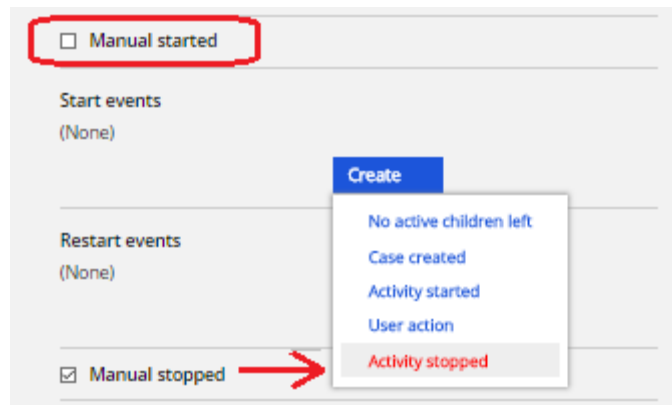 Manual started
Start events
(None)
Create
No active children left
Case created
Activity started
User action
Activity stopped
Restart events
(None)
Manual stopped